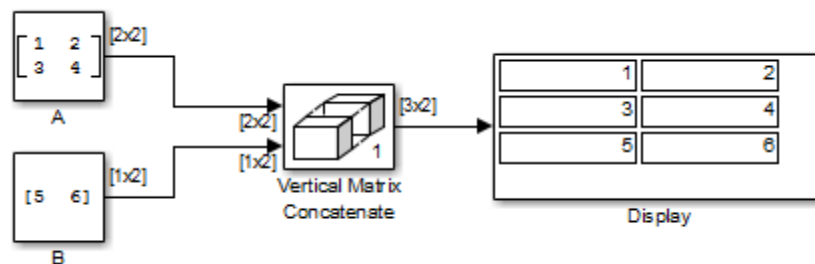 1 2
3 4
[2x2]
A
[5 6]
[1x2]
B
[2x2]
[1x2]
1
Vertical Matrix
Concatenate
[3x2]
1 2
3 4
5 6
Display